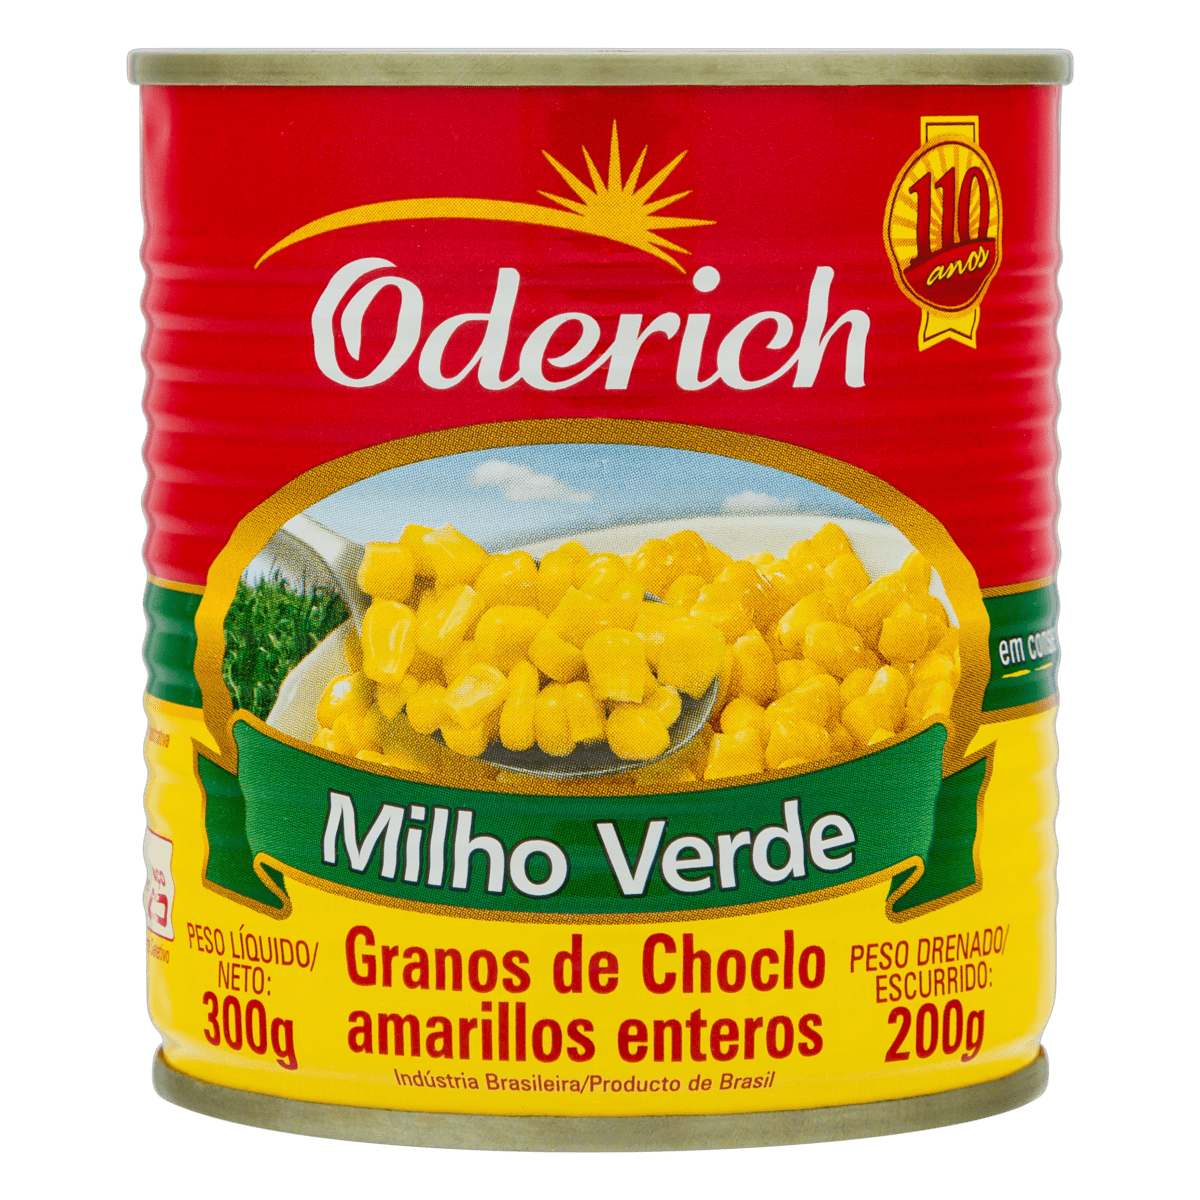 110
anos
Oderich
em
Milho Verde
PESO LÍQUIDO/
NETO:
300g
Granos de Choclo
amarillos enteros
PESO DRENADO/
ESCURRIDO:
200g
Indústria Brasileira/Producto de Brasil